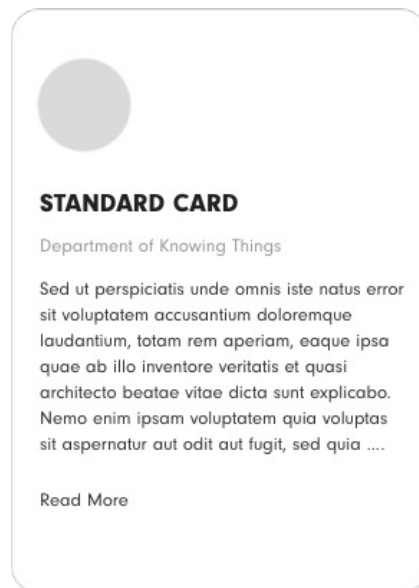 STANDARD CARD
Department of Knowing Things
Sed ut perspiciatis unde omnis iste natus error
sit voluptatem accusantium doloremque
laudantium, totam rem aperiam, eaque ipsa
quae ab illo inventore veritatis et quasi
architecto beatae vitae dicta sunt explicabo.
Nemo enim ipsam voluptatem quia voluptas
sit aspernatur aut odit aut fugit, sed quia ....
Read More